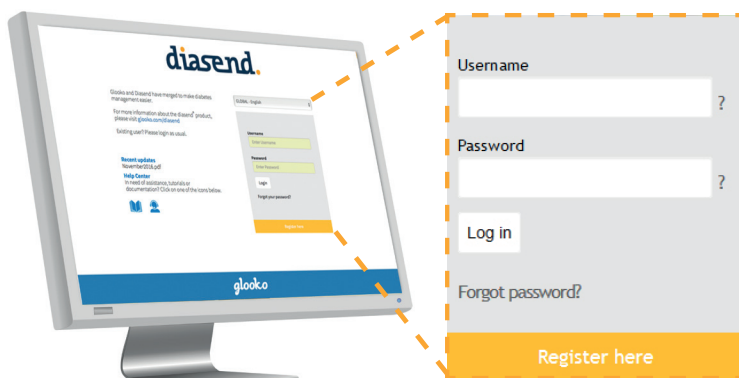 diasend.
Glooko and Diasend have merged to make diabetes
management easier.
For more information about the diasend® product,
please visit glooko.com/diasend
Existing user? Please login as usual.
Recent updates
November2016.pdf
Help Center
In need of assistance, tutorials or
documentation? Click on one of the icons below.
GLOBAL - English
Username
Enter Username
Password
Enter Password
Login
Forgot your password?
Register here
glooko
Username
?
Password
?
Log in
Forgot password?
Register here